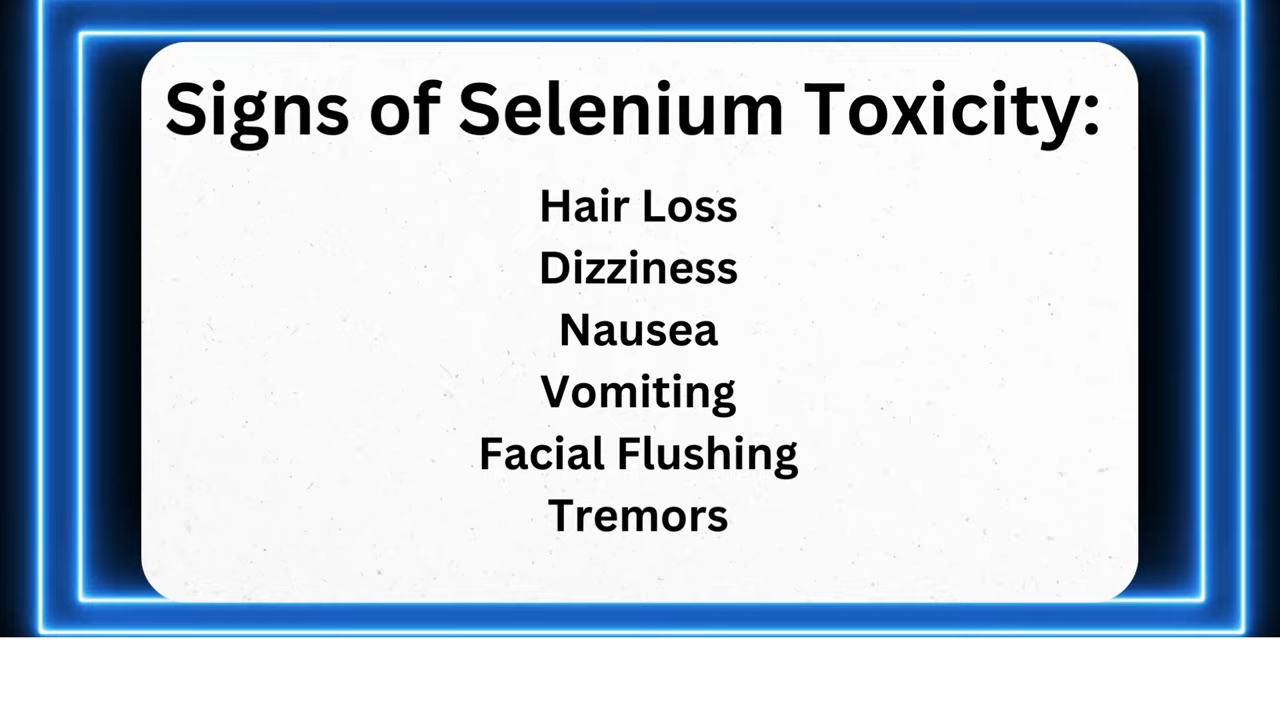 Signs of Selenium Toxicity:
Hair Loss
Dizziness
Nausea
Vomiting
Facial Flushing
Tremors